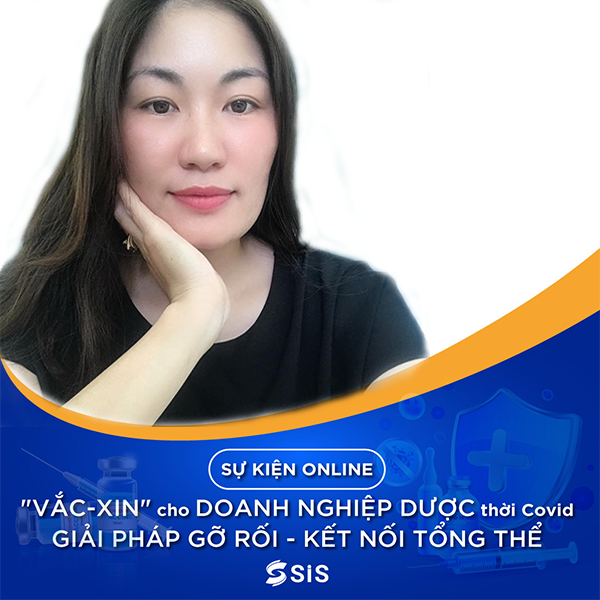 SỰ KIỆN ONLINE
"VẮC-XIN" cho DOANH NGHIỆP DƯỢC thời Covid
GIẢI PHÁP GỠ RỐI - KẾT NỐI TỔNG THỂ
SiS